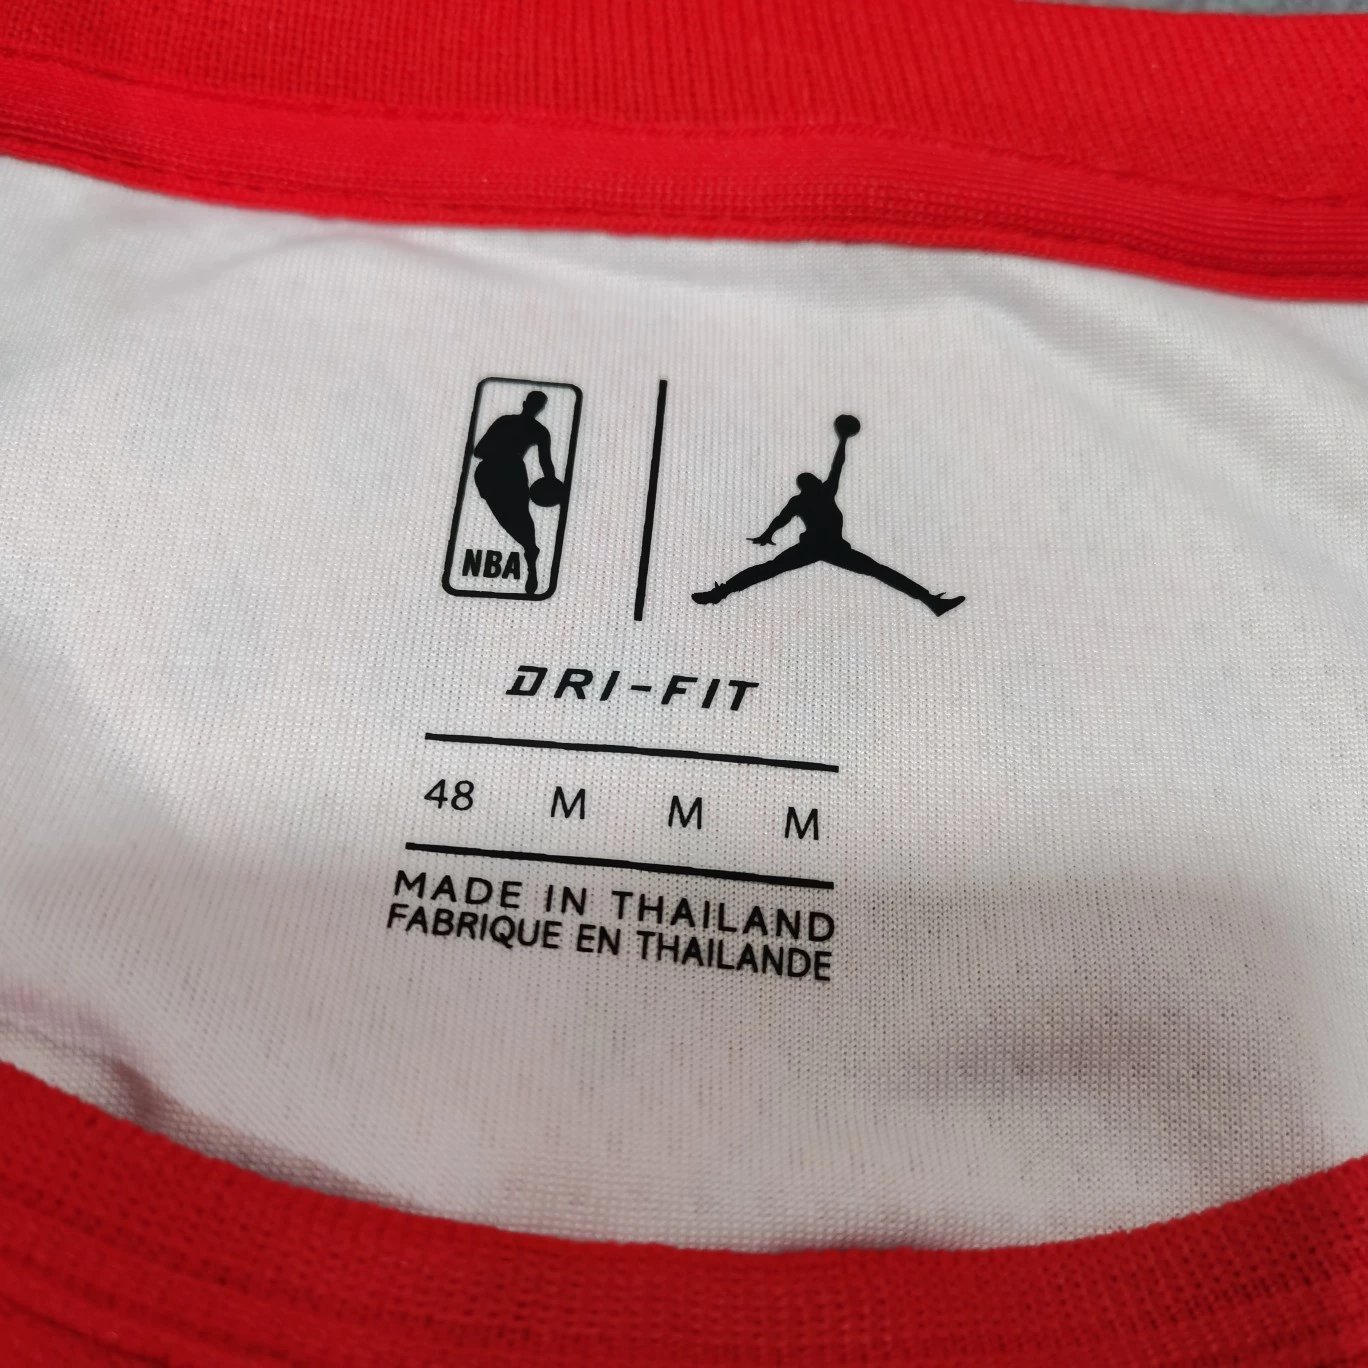 NBA
DRI-FIT
48 M M M
MADE IN THAILAND
FABRIQUE EN THAILANDE